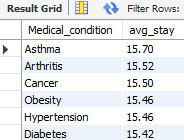 Result Grid Filter Rows:
Medical_condition avg_stay
Asthma 15.70
Arthritis 15.52
Cancer 15.50
Obesity 15.46
Hypertension 15.46
Diabetes 15.42